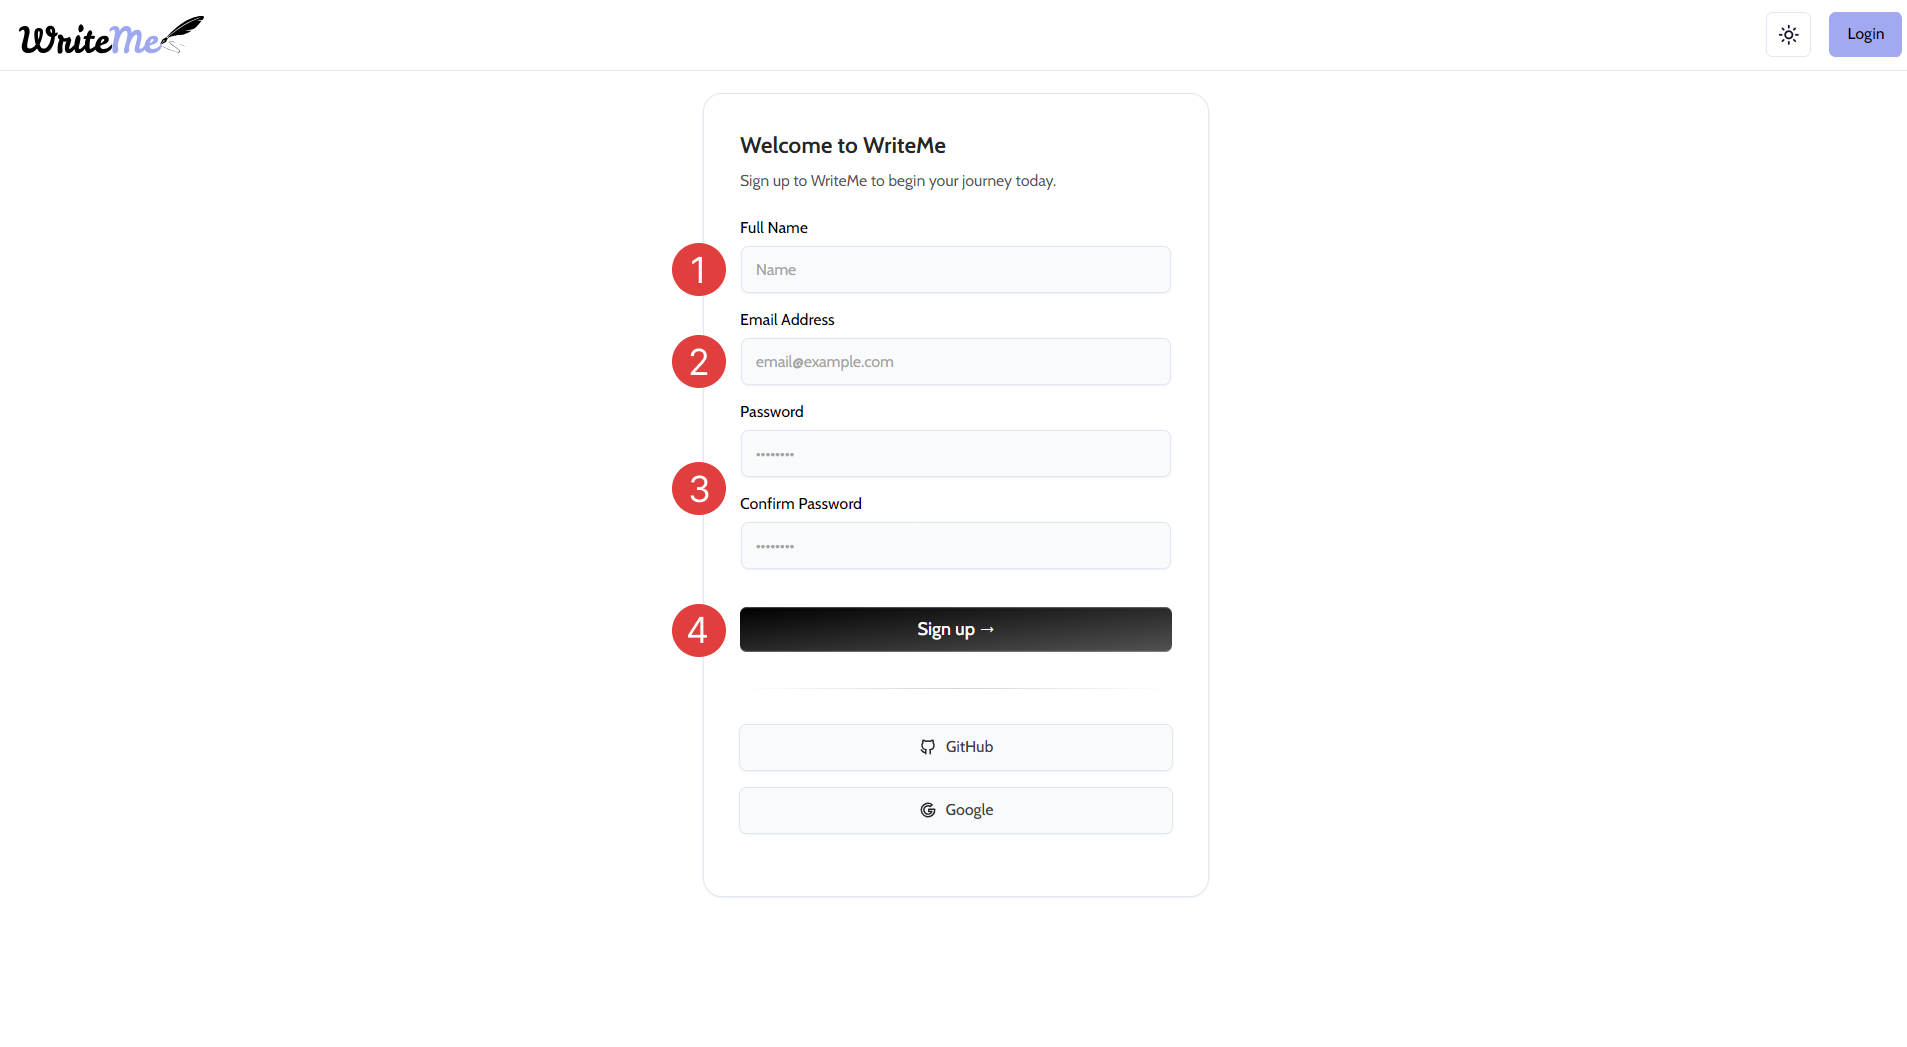 WriteMe
Login
Welcome to WriteMe
Sign up to WriteMe to begin your journey today.
Full Name
1
Name
Email Address
2
email@example.com
Password
••••••••
3
Confirm Password
••••••••
4
Sign up →
GitHub
Google